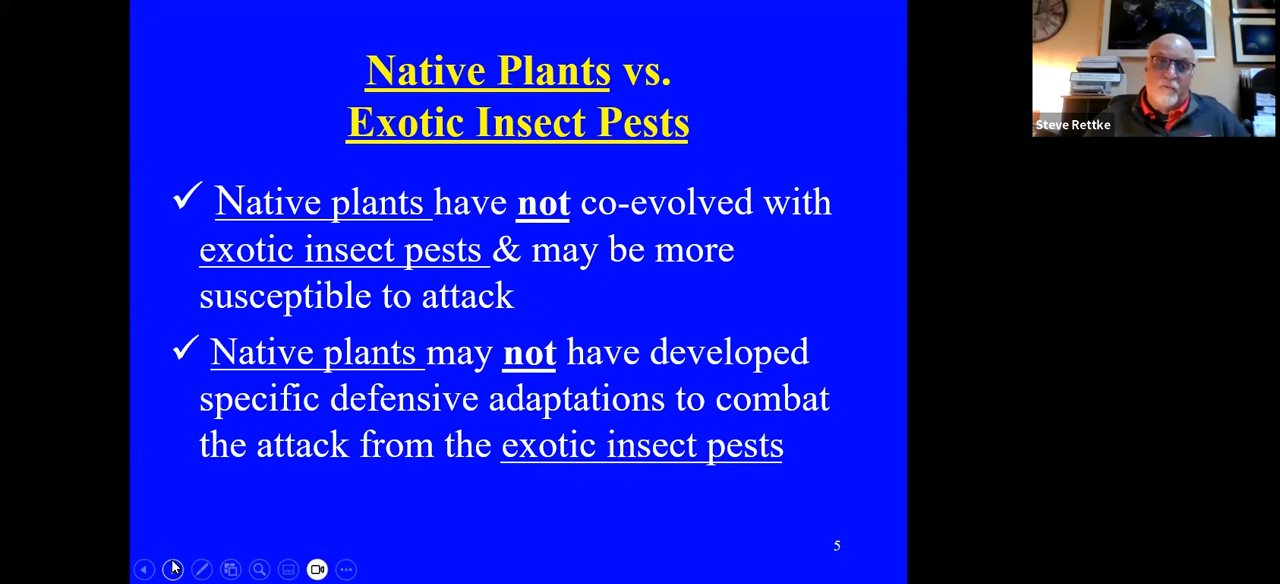 Native Plants vs.
Exotic Insect Pests
✓ Native plants have not co-evolved with
exotic insect pests & may be more
susceptible to attack
✓ Native plants may not have developed
specific defensive adaptations to combat
the attack from the exotic insect pests
5
Steve Rettke